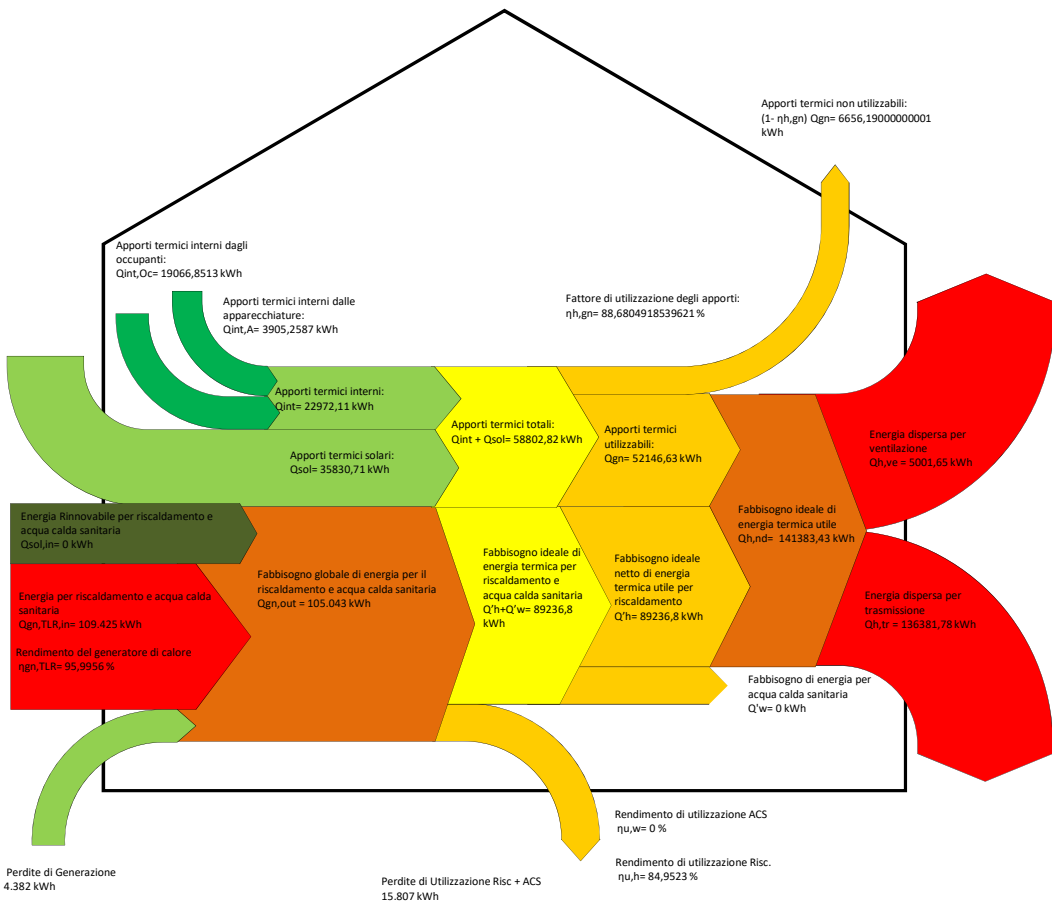 Apporti termici non utilizzabili:
(1- ηh,gn) Qgn= 6656,19000000001
kWh
Apporti termici interni dagli
occupanti:
Qint,Oc= 19066,8513 kWh
Apporti termici interni dalle
apparecchiature:
Qint,A= 3905,2587 kWh
Fattore di utilizzazione degli apporti:
ηh,gn= 88,6804918539621 %
Apporti termici interni:
Qint= 22972,11 kWh
Apporti termici totali:
Qint + Qsol= 58802,82 kWh
Apporti termici
utilizzabili:
Qgn= 52146,63 kWh
Energia dispersa per
ventilazione
Qh,ve = 5001,65 kWh
Apporti termici solari:
Qsol= 35830,71 kWh
Energia Rinnovabile per riscaldamento e
acqua calda sanitaria
Qsol,in= 0 kWh
Fabbisogno ideale di
energia termica utile
Qh,nd= 141383,43 kWh
Fabbisogno globale di energia per il
riscaldamento e acqua calda sanitaria
Qgn,out = 105.043 kWh
Fabbisogno ideale di
energia termica per
riscaldamento e
acqua calda sanitaria
Q'h+Q'w= 89236,8
kWh
Fabbisogno ideale
netto di energia
termica utile per
riscaldamento
Q'h= 89236,8 kWh
Energia per riscaldamento e acqua calda
sanitaria
Qgn,TLR,in= 109.425 kWh
Rendimento del generatore di calore
ηgn,TLR= 95,9956 %
Energia dispersa per
trasmissione
Qh,tr = 136381,78 kWh
Fabbisogno di energia per
acqua calda sanitaria
Q'w= 0 kWh
Rendimento di utilizzazione ACS
ηu,w= 0 %
Rendimento di utilizzazione Risc.
ηu,h= 84,9523 %
Perdite di Generazione
4.382 kWh
Perdite di Utilizzazione Risc + ACS
15.807 kWh